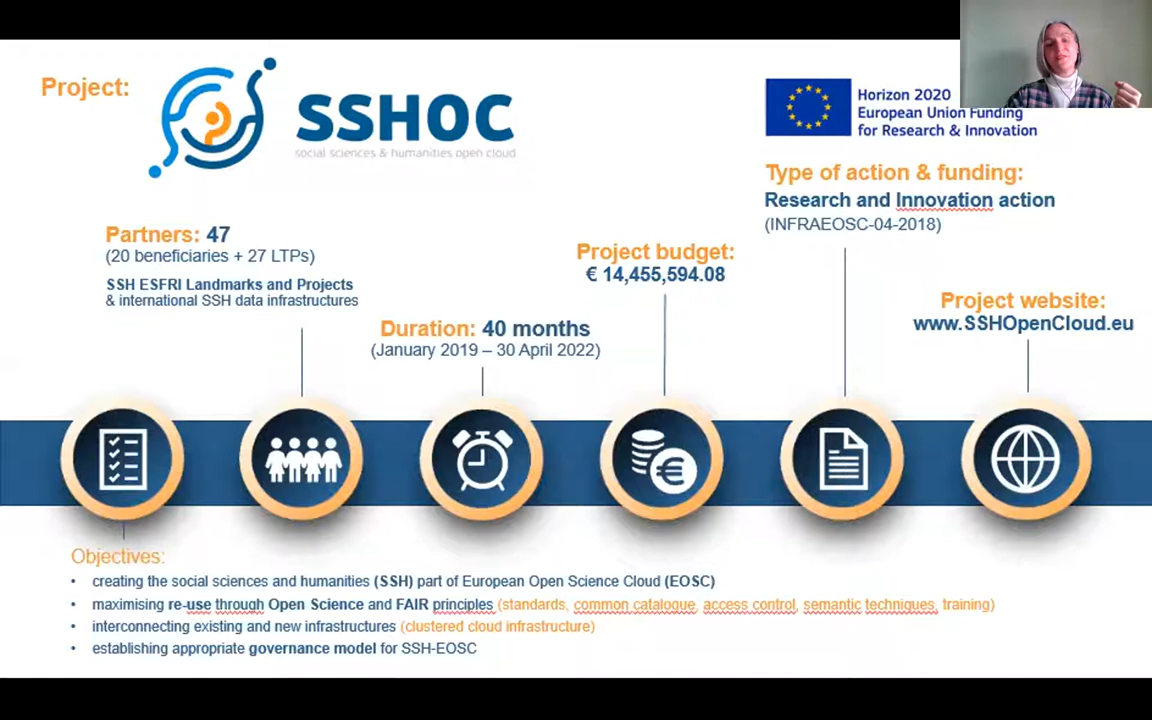 Project:
SSHOC
social sciences & humanities open cloud
Horizon 2020
European Union Funding
for Research & Innovation
Type of action & funding:
Research and Innovation action
(INFRAEOSC-04-2018)
Partners: 47
(20 beneficiaries + 27 LTPs)
SSH ESFRI Landmarks and Projects
& international SSH data infrastructures
Project budget:
€ 14,455,594.08
Project website:
www.SSHOpenCloud.eu
Duration: 40 months
(January 2019 – 30 April 2022)
Objectives:
• creating the social sciences and humanities (SSH) part of European Open Science Cloud (EOSC)
• maximising re-use through Open Science and FAIR principles (standards, common catalogue, access control, semantic techniques, training)
• interconnecting existing and new infrastructures (clustered cloud infrastructure)
• establishing appropriate governance model for SSH-EOSC